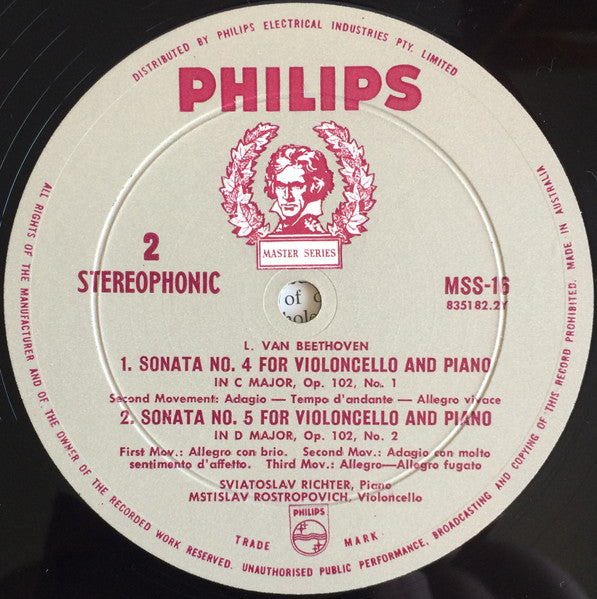 DISTRIBUTED BY PHILIPS ELECTRICAL INDUSTRIES PTY. LIMITED
PHILIPS
MASTER SERIES
2
STEREOPHONIC
MSS-16
835182.2Y
of
L. VAN BEETHOVEN
1. SONATA NO. 4 FOR VIOLONCELLO AND PIANO
IN C MAJOR, Op. 102, No. 1
Second Movement: Adagio — Tempo d'andante — Allegro vivace
2. SONATA NO. 5 FOR VIOLONCELLO AND PIANO
IN D MAJOR, Op. 102, No. 2
First Mov.: Allegro con brio. Second Mov.: Adagio con molto
sentimento d'affetto. Third Mov.: Allegro—Allegro fugato
SVIATOSLAV RICHTER, Piano
MSTISLAV ROSTROPOVICH, Violoncello
PHILIPS
TRADE MARK
ALL RIGHTS OF THE MANUFACTURER AND OF THE OWNER OF THE RECORDED WORK RESERVED. UNAUTHORISED PUBLIC PERFORMANCE, BROADCASTING AND COPYING OF THIS RECORD PROHIBITED. MADE IN AUSTRALIA